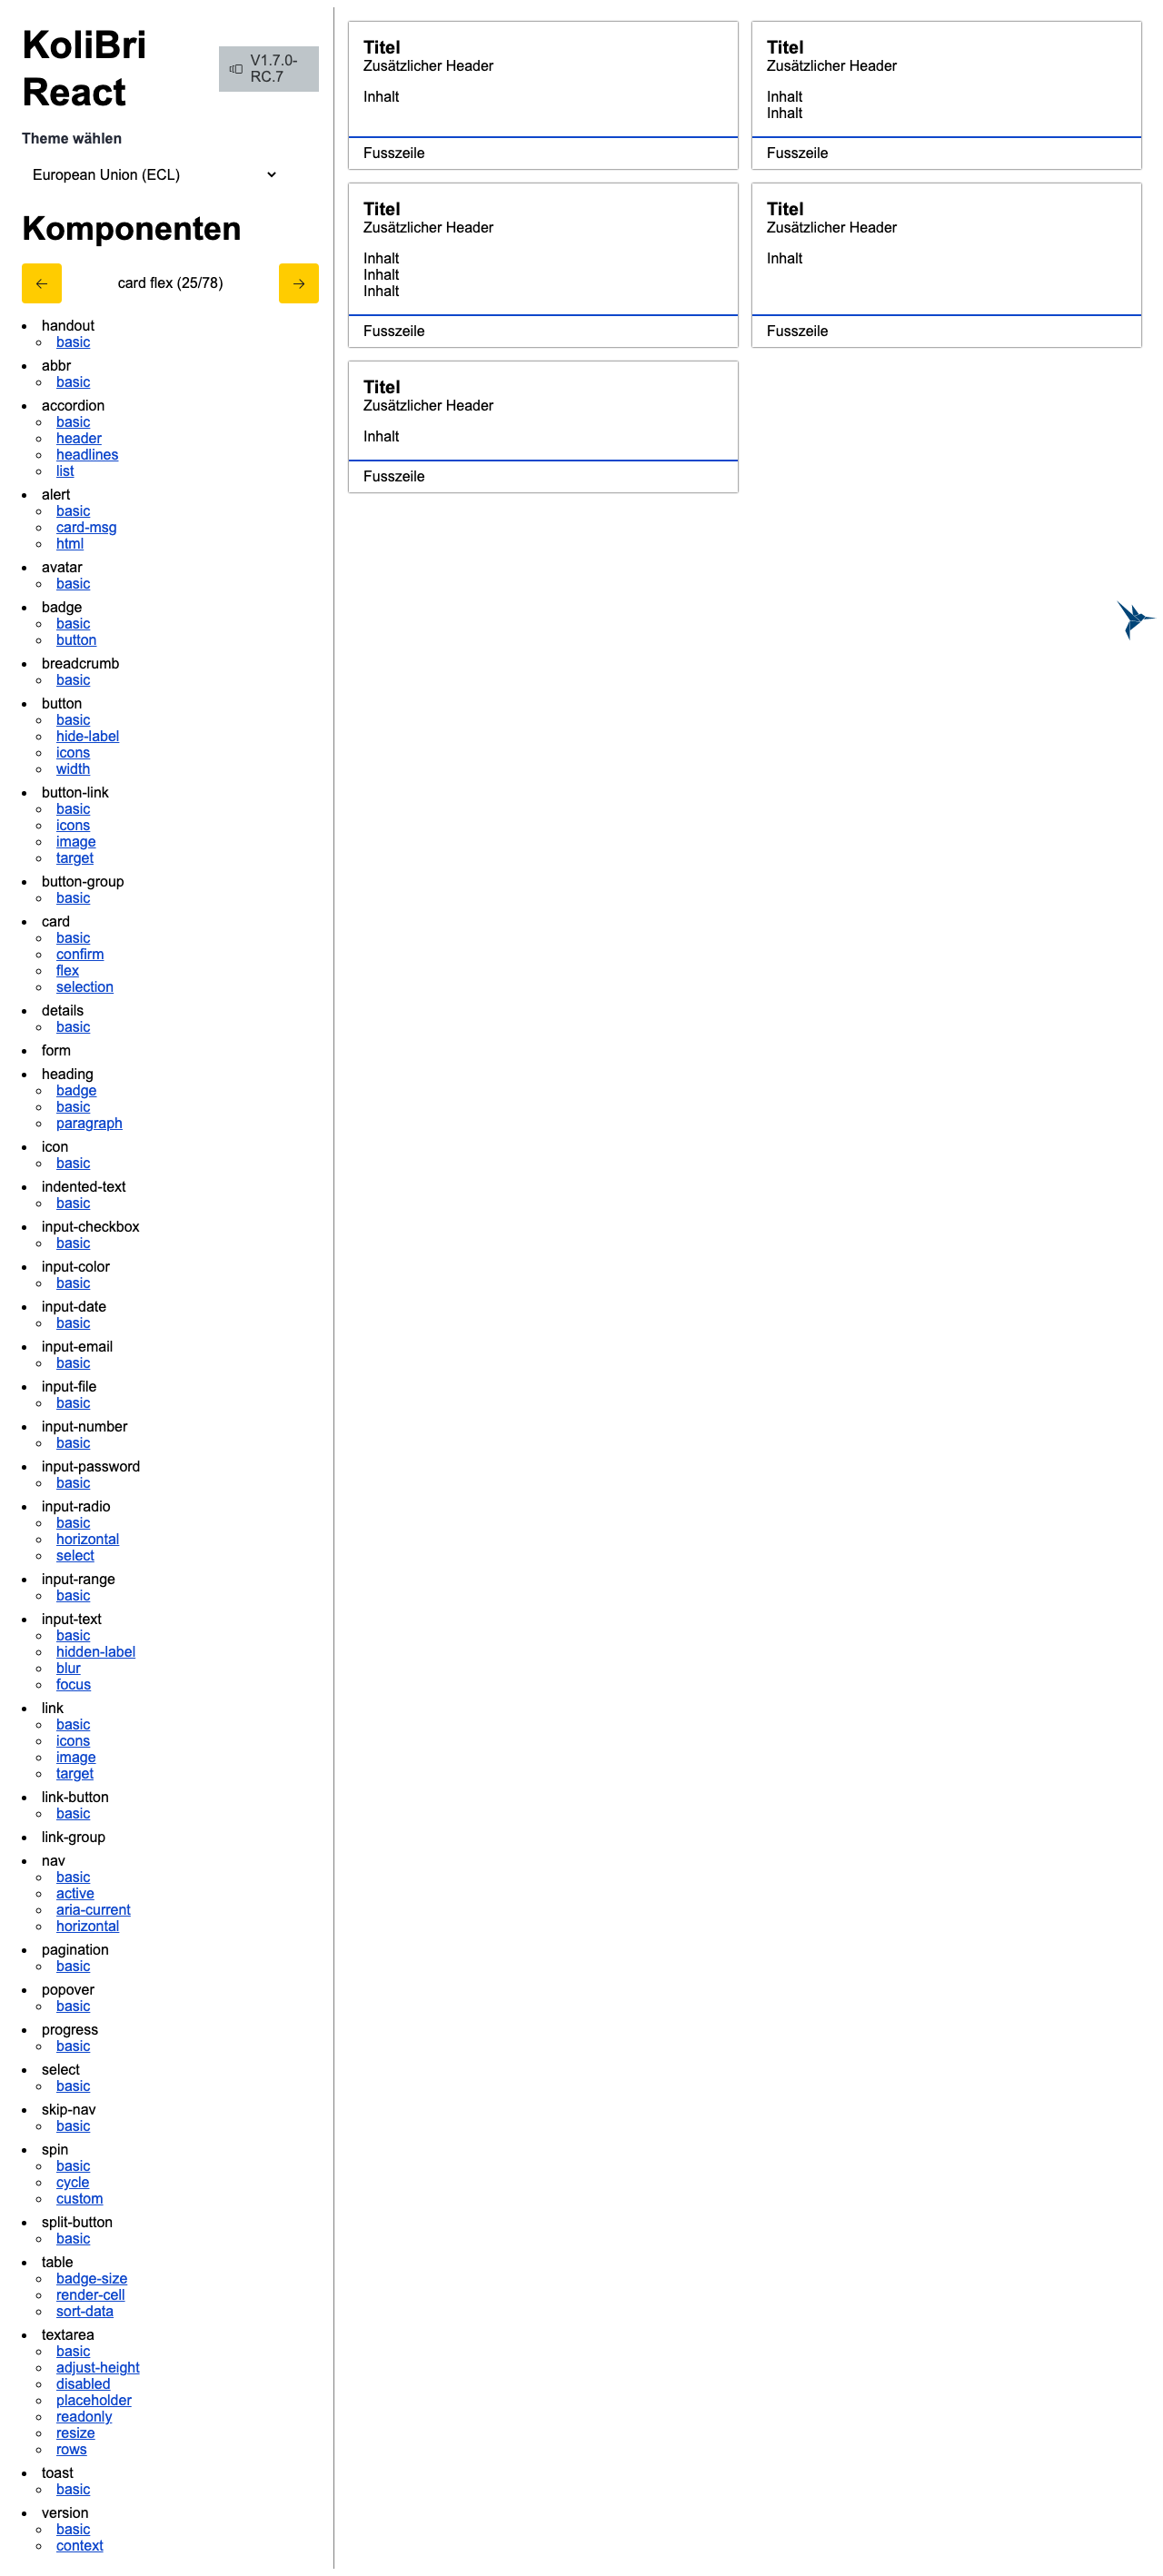 KoliBri
React
V1.7.0-
RC.7
Theme wählen
European Union (ECL)
Komponenten
card flex (25/78)
handout
basic
abbr
basic
accordion
basic
header
headlines
list
alert
basic
card-msg
html
avatar
basic
badge
basic
button
breadcrumb
basic
button
basic
hide-label
icons
width
button-link
basic
icons
image
target
button-group
basic
card
basic
confirm
flex
selection
details
basic
form
heading
badge
basic
paragraph
icon
basic
indented-text
basic
input-checkbox
basic
input-color
basic
input-date
basic
input-email
basic
input-file
basic
input-number
basic
input-password
basic
input-radio
basic
horizontal
select
input-range
basic
input-text
basic
hidden-label
blur
focus
link
basic
icons
image
target
link-button
basic
link-group
nav
basic
active
aria-current
horizontal
pagination
basic
popover
basic
progress
basic
select
basic
skip-nav
basic
spin
basic
cycle
custom
split-button
basic
table
badge-size
render-cell
sort-data
textarea
basic
adjust-height
disabled
placeholder
readonly
resize
rows
toast
basic
version
basic
context
Titel
Zusätzlicher Header
Inhalt
Fusszeile
Titel
Zusätzlicher Header
Inhalt
Inhalt
Fusszeile
Titel
Zusätzlicher Header
Inhalt
Inhalt
Inhalt
Fusszeile
Titel
Zusätzlicher Header
Inhalt
Fusszeile
Titel
Zusätzlicher Header
Inhalt
Fusszeile